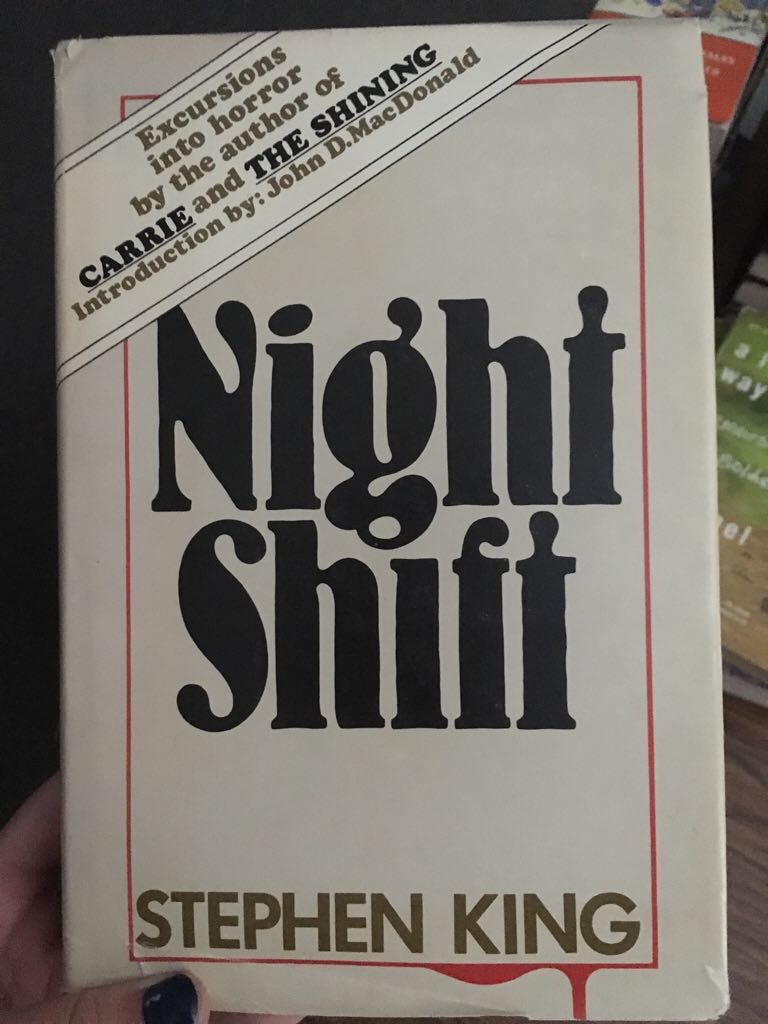 Excursions
into horror
by the author of
CARRIE and THE SHINING
Introduction by: John D. MacDonald
Night
Shift
STEPHEN KING
a
way